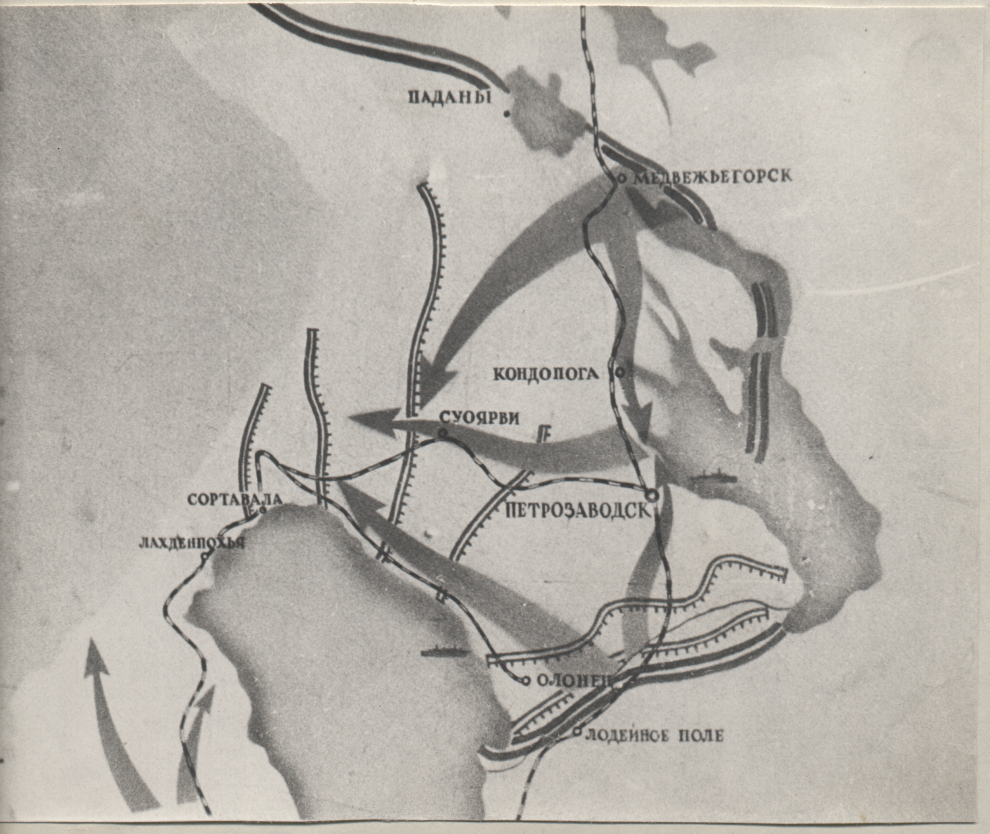 ПАДАНЫ
МЕДВЕЖЬЕГОРСК
КОНДОПОГА
СУОЯРВИ
СОРТАВАЛА
ПЕТРОЗАВОДСК
ЛАХДЕНПОХЬЯ
ОЛОНЕЦ
ЛОДЕЙНОЕ ПОЛЕ